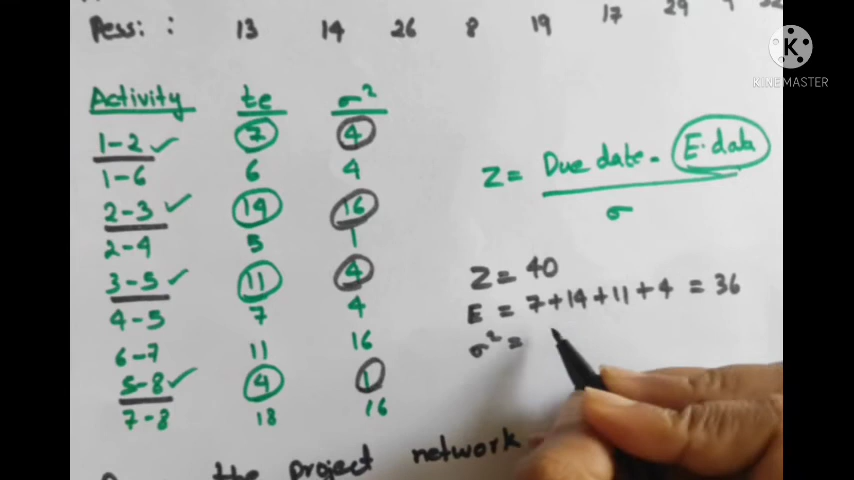 Pessi : 13 14 26 8 19 17 29
K
KINEMASTER
Activity te σ²
1-2 ✓ 7 4
1-6 6 4
2-3 ✓ 14 16
2-4 5 1
3-5 ✓ 11 4
4-5 7 4
6-7 11 16
5-8 ✓ 4 1
7-8 18 16
Z = Due date - E. data
σ
Z = 40
E = 7+14+11+4 = 36
σ² =
the project network